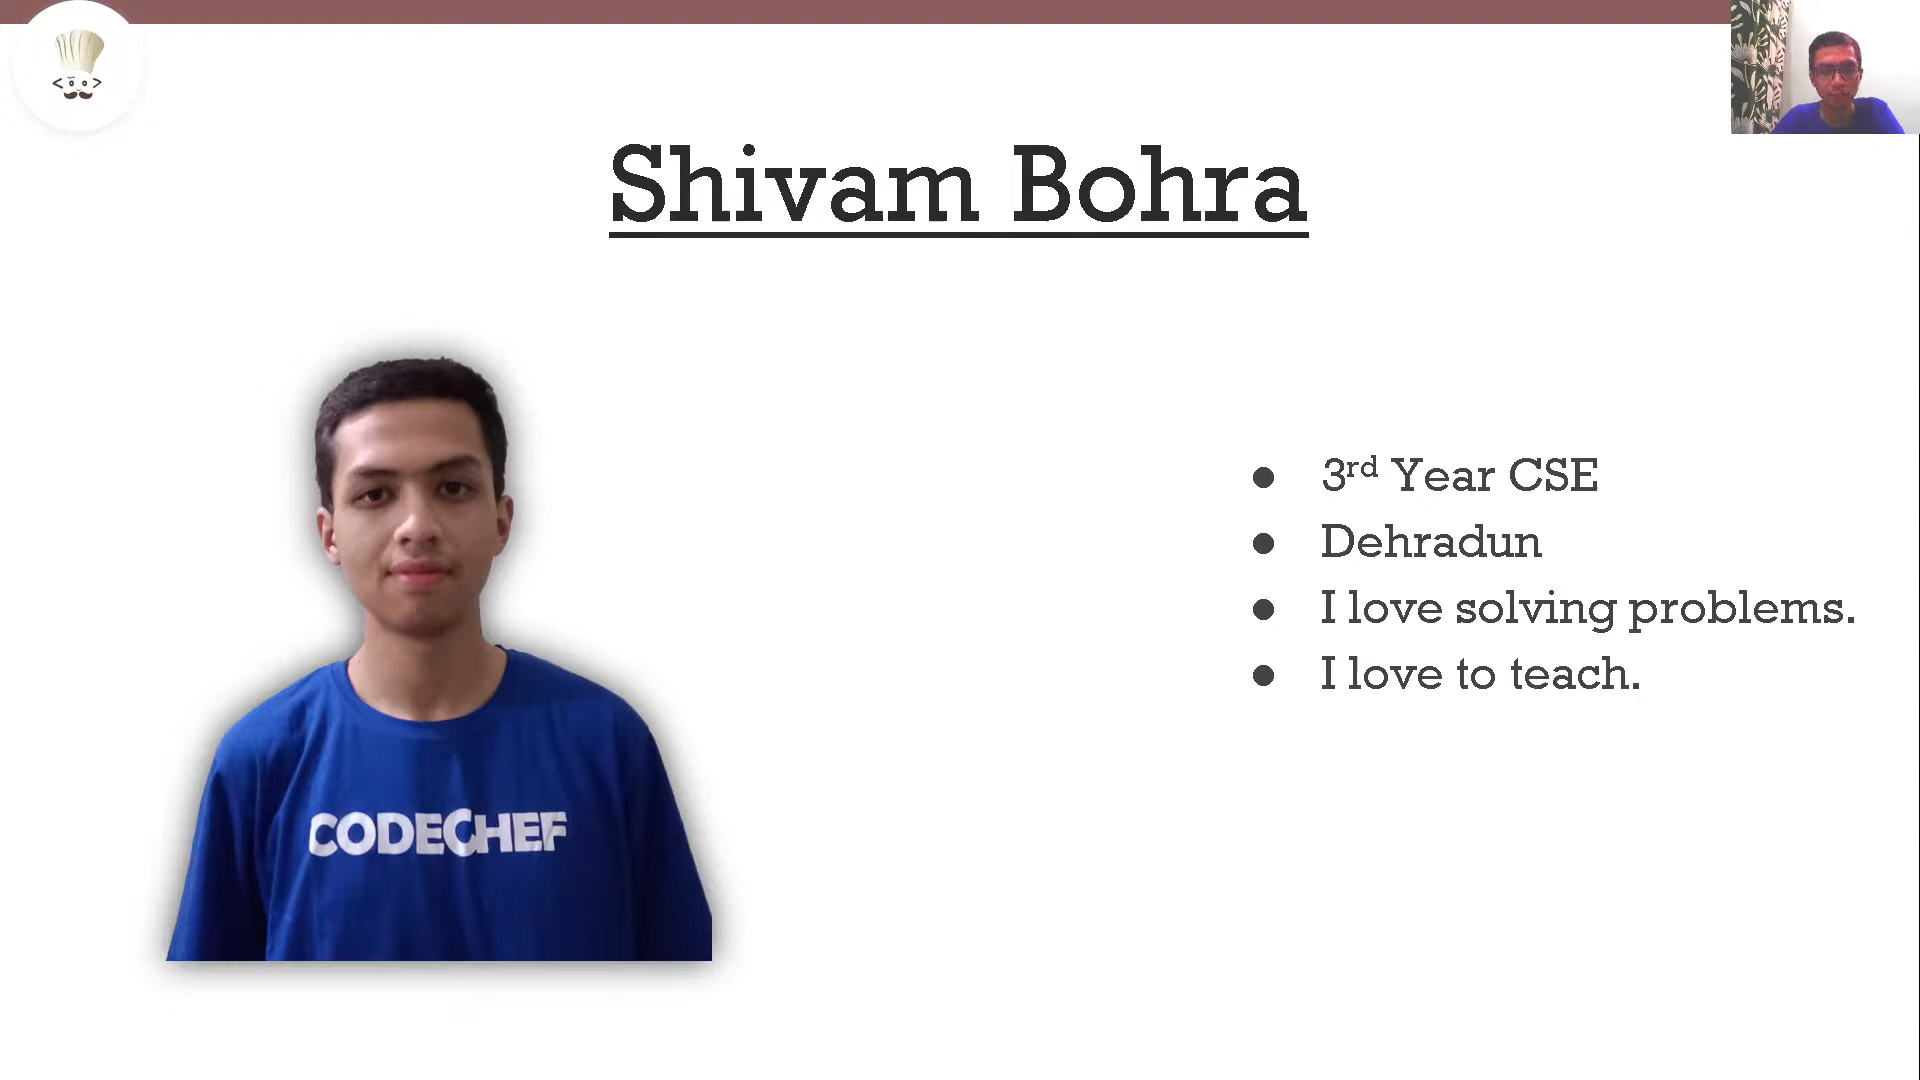 Shivam Bohra
CODECHEF
● 3rd Year CSE
● Dehradun
● I love solving problems.
● I love to teach.